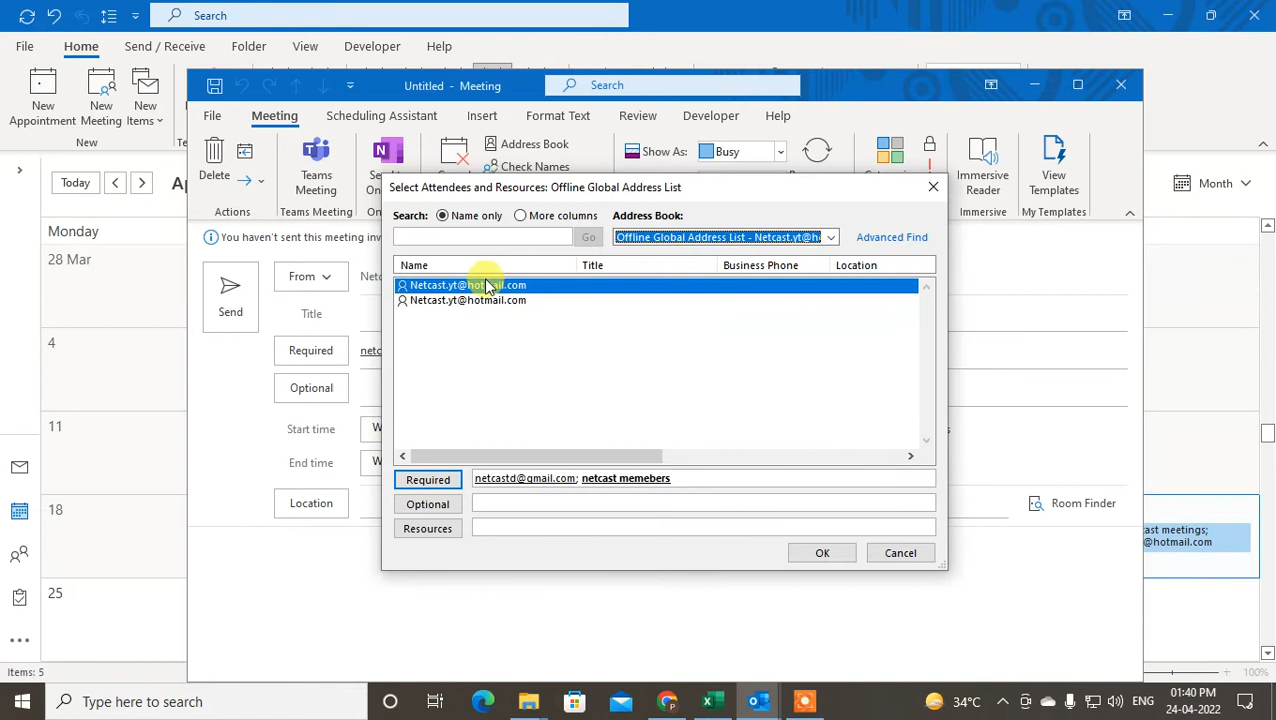 Search
File Home Send / Receive Folder View Developer Help
New Appointment
New Meeting
New Items
New
Today
Monday
28 Mar
4
11
18
25
Month
Untitled - Meeting
Search
File Meeting Scheduling Assistant Insert Format Text Review Developer Help
Delete
Actions
Teams Meeting
Teams Meeting
Address Book
Check Names
Show As: Busy
Immersive Reader
Immersive
View Templates
My Templates
You haven't sent this meeting
Send
From
Title
Required
Optional
Start time
End time
Location
Room Finder
Select Attendees and Resources: Offline Global Address List
Search: Name only More columns Address Book:
Go Offline Global Address List - Netcast.yt@h Advanced Find
Name Title Business Phone Location
Netcast.yt@hotmail.com
Netcast.yt@hotmail.com
Required netcastd@gmail.com; netcast memebers
Optional
Resources
OK Cancel
cast meetings;
@hotmail.com
Items: 5
100%
Type here to search
34°C
ENG
01:40 PM
24-04-2022